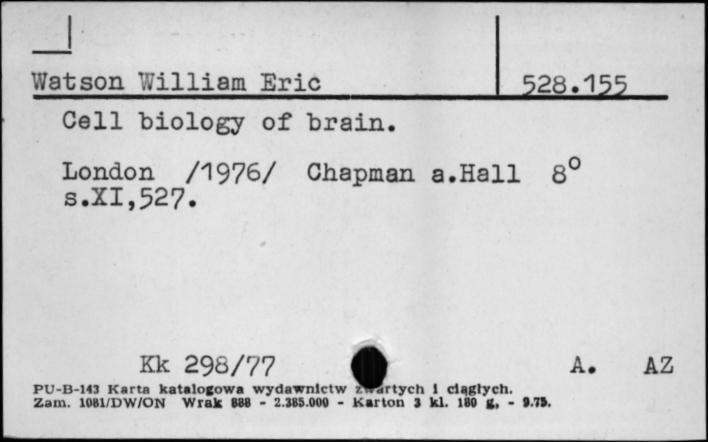 Watson William Eric 528.155
Cell biology of brain.
London /1976/ Chapman a.Hall 8°
s.XI,527.
Kk 298/77 A. AZ
PU-B-143 Karta katalogowa wydawnictw zwartych i ciągłych.
Zam. 1081/DW/ON Wrak 888 - 2.385.000 - Karton 3 kl. 180 g, - 9.75.